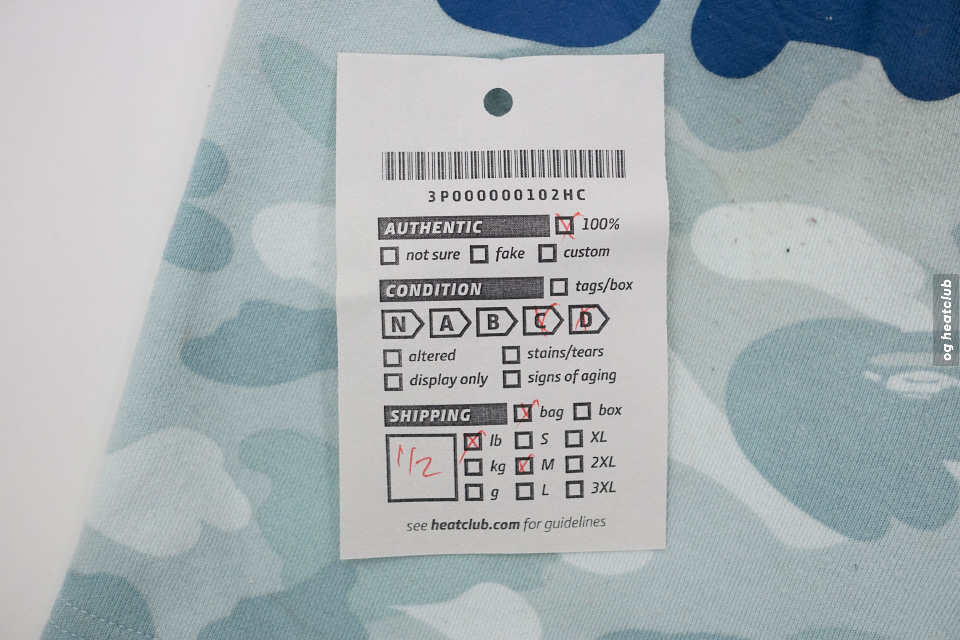 3P000000102HC
AUTHENTIC 100%
not sure fake custom
CONDITION tags/box
N A B C D
altered stains/tears
display only signs of aging
SHIPPING bag box
1/2 lb S XL
kg M 2XL
g L 3XL
see heatclub.com for guidelines
og heatclub